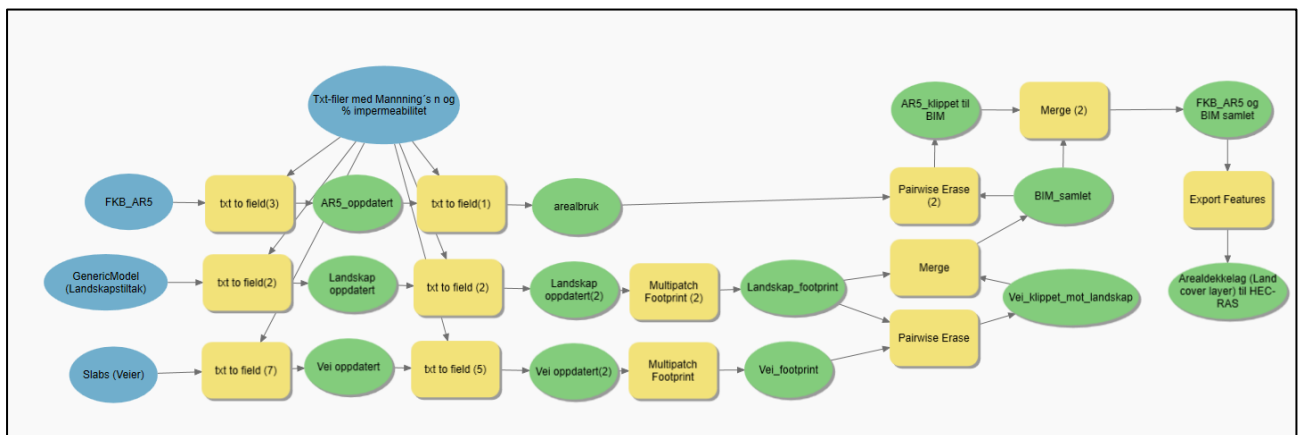 Txt-filer med Mannning´s n og
% impermeabilitet
FKB_AR5
txt to field(3)
AR5_oppdatert
txt to field(1)
arealbruk
GenericModel
(Landskapstiltak)
txt to field(2)
Landskap
oppdatert
txt to field (2)
Landskap
oppdatert(2)
Multipatch
Footprint (2)
Landskap_footprint
Slabs (Veier)
txt to field (7)
Vei oppdatert
txt to field (5)
Vei oppdatert(2)
Multipatch
Footprint
Vei_footprint
AR5_klippet til
BIM
Merge (2)
FKB_AR5 og
BIM samlet
Pairwise Erase
(2)
BIM_samlet
Export Features
Merge
Vei_klippet_mot_landskap
Arealdekkelag (Land
cover layer) til HEC-
RAS
Pairwise Erase